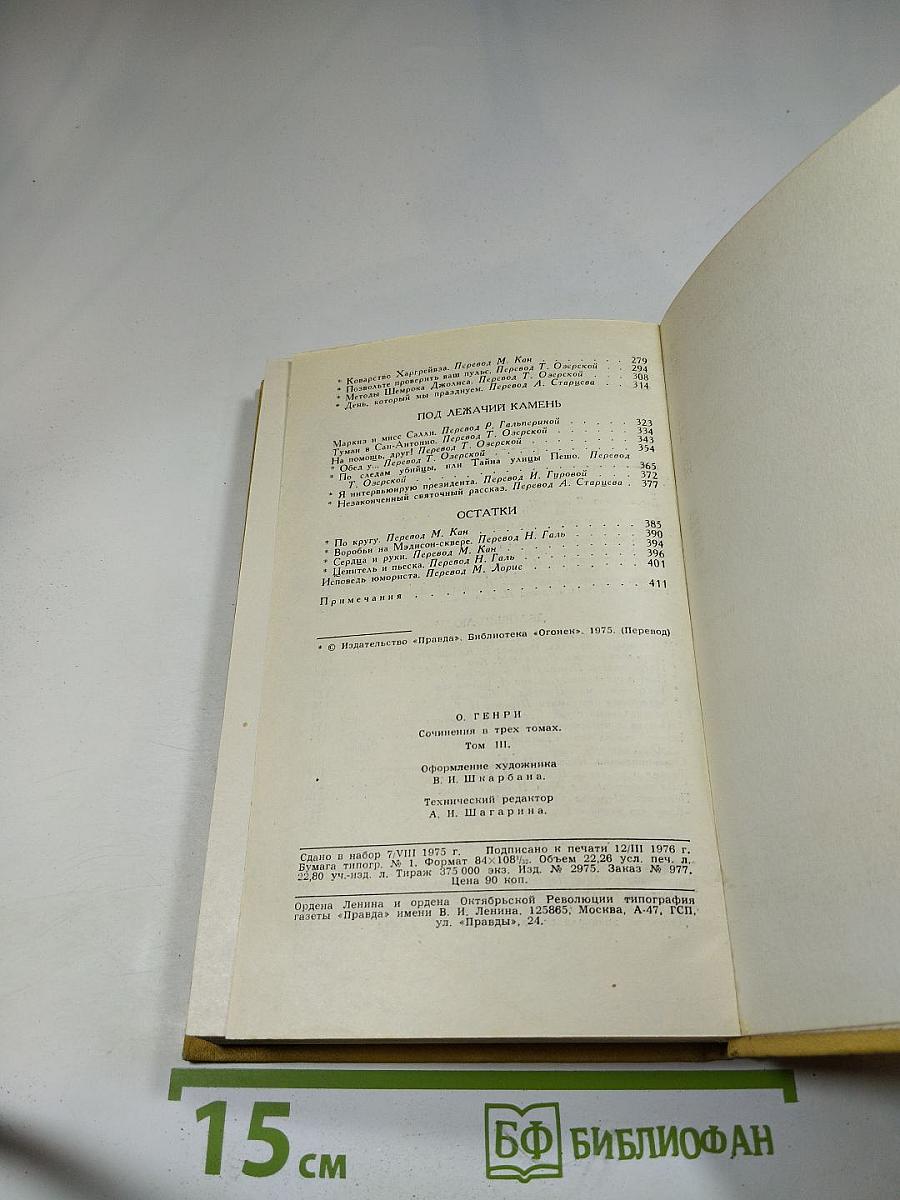 * Коварство Харгрейвза. Перевод М. Кан . . . . . . . 279
* Позвольте проверить ваш пульс. Перевод Т. Озерской . . 294
* Методы Шемрока Джолнса. Перевод Т. Озерской . . . 308
* День, который мы празднуем. Перевод А. Старцева . . 314
ПОД ЛЕЖАЧИЙ КАМЕНЬ
Маркиз и мисс Салли. Перевод Р. Гальпериной . . . . . 323
Туман в Сан-Антонио. Перевод Т. Озерской . . . . . . 334
На помощь, друг! Перевод Т. Озерской . . . . . . . 343
* Обед у... Перевод Т. Озерской . . . . . . . . 354
* По следам убийцы, или Тайна улицы Пешо. Перевод
Т. Озерской . . . . . . . . . . . . . . 365
* Я интервьюирую президента. Перевод И. Гуровой . . . 372
* Незаконченный святочный рассказ. Перевод А. Старцева . 377
ОСТАТКИ
* По кругу. Перевод М. Кан . . . . . . . . . . 385
* Воробьи на Мэдисон-сквере. Перевод Н. Галь . . . . 390
* Сердца и руки. Перевод М. Кан . . . . . . . . 394
* Ценитель и пьеска. Перевод Н. Галь . . . . . . . 396
Исповедь юмориста. Перевод М. Лорие . . . . . . . 401
Примечания . . . . . . . . . . . . . . 411
* © Издательство «Правда». Библиотека «Огонек». 1975. (Перевод)
О. ГЕНРИ
Сочинения в трех томах.
Том III.
Оформление художника
В. И. Шкарбана.
Технический редактор
А. И. Шагарина.
Сдано в набор 7/VIII 1975 г. Подписано к печати 12/III 1976 г.
Бумага типогр. № 1. Формат 84×108¹/₃₂. Объем 22,26 усл. печ. л.
22,80 уч.-изд. л. Тираж 375 000 экз. Изд. № 2975. Заказ № 977.
Цена 90 коп.
Ордена Ленина и ордена Октябрьской Революции типография
газеты «Правда» имени В. И. Ленина, 125865, Москва, А-47, ГСП,
ул. «Правды», 24.
15 см
БФ БИБЛИОФАН